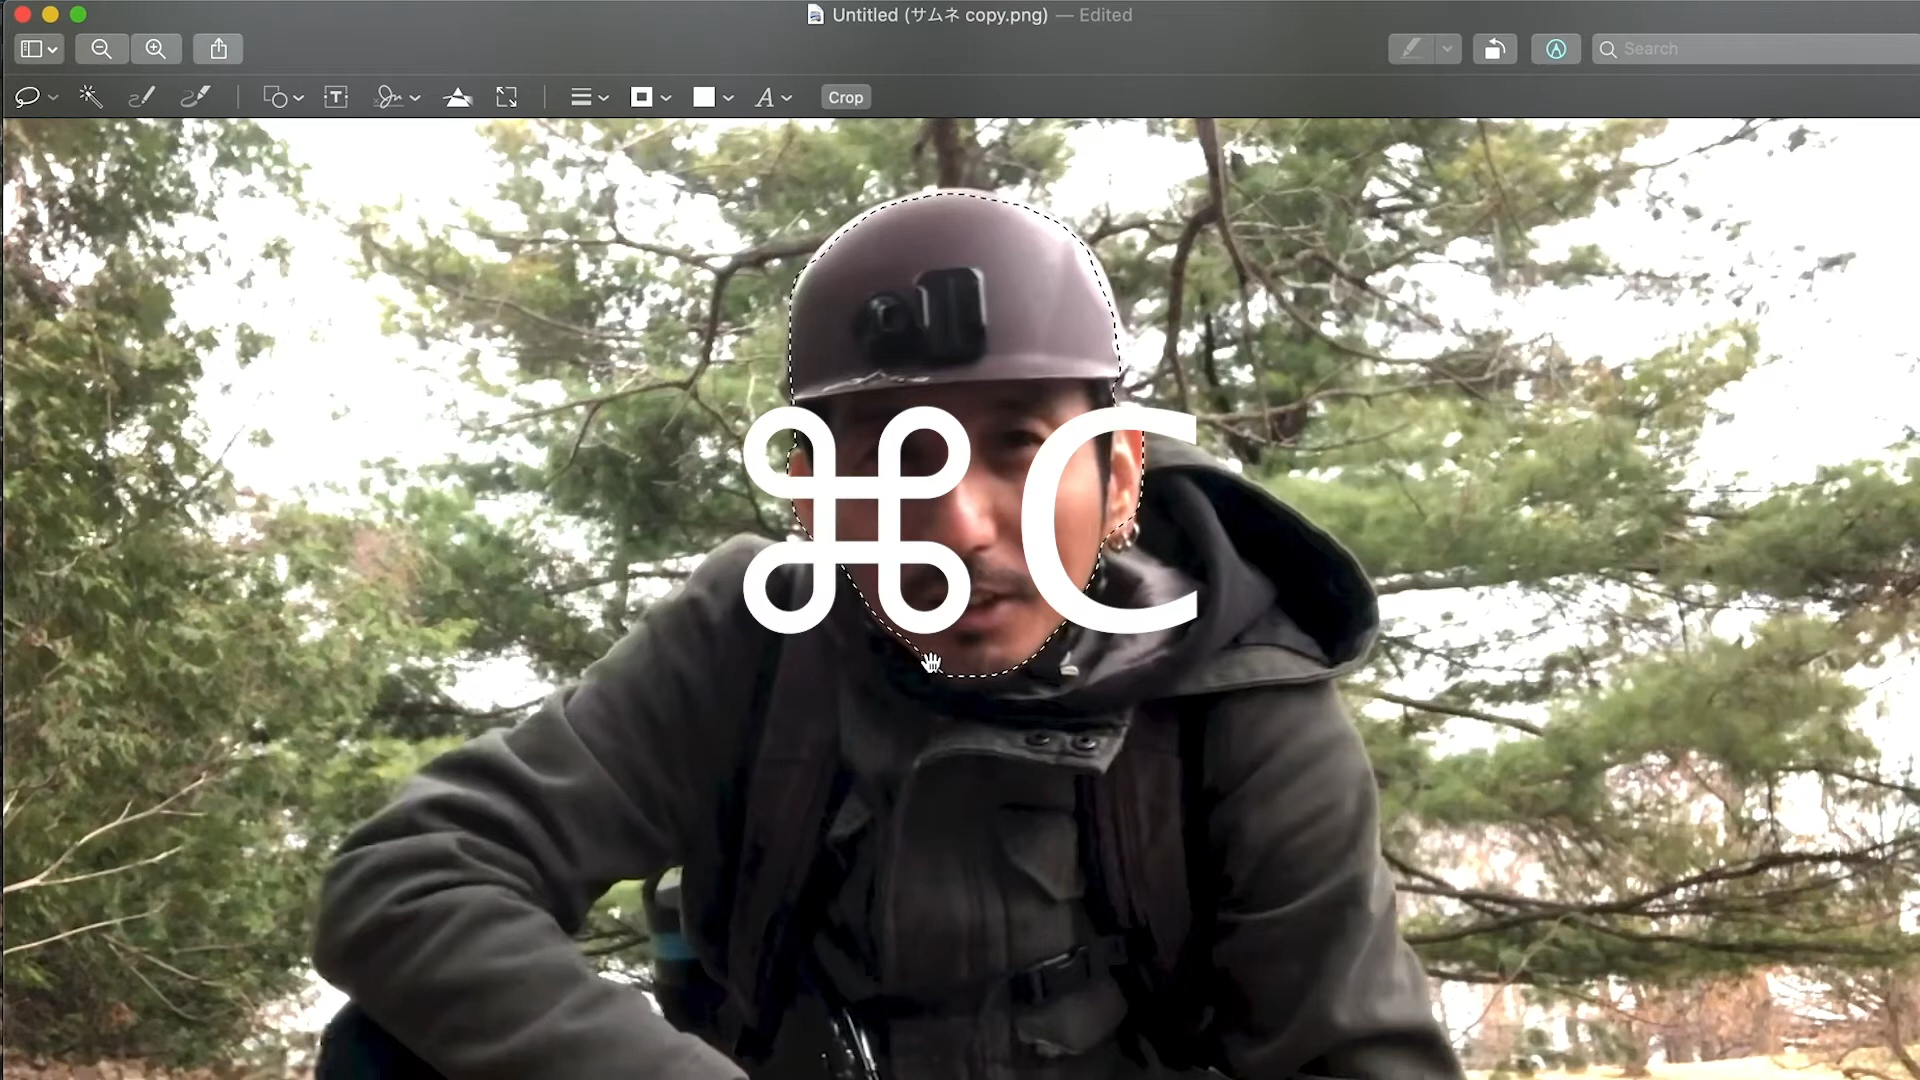 Untitled (サムネ copy.png) — Edited
Search
T
A
Crop
⌘C